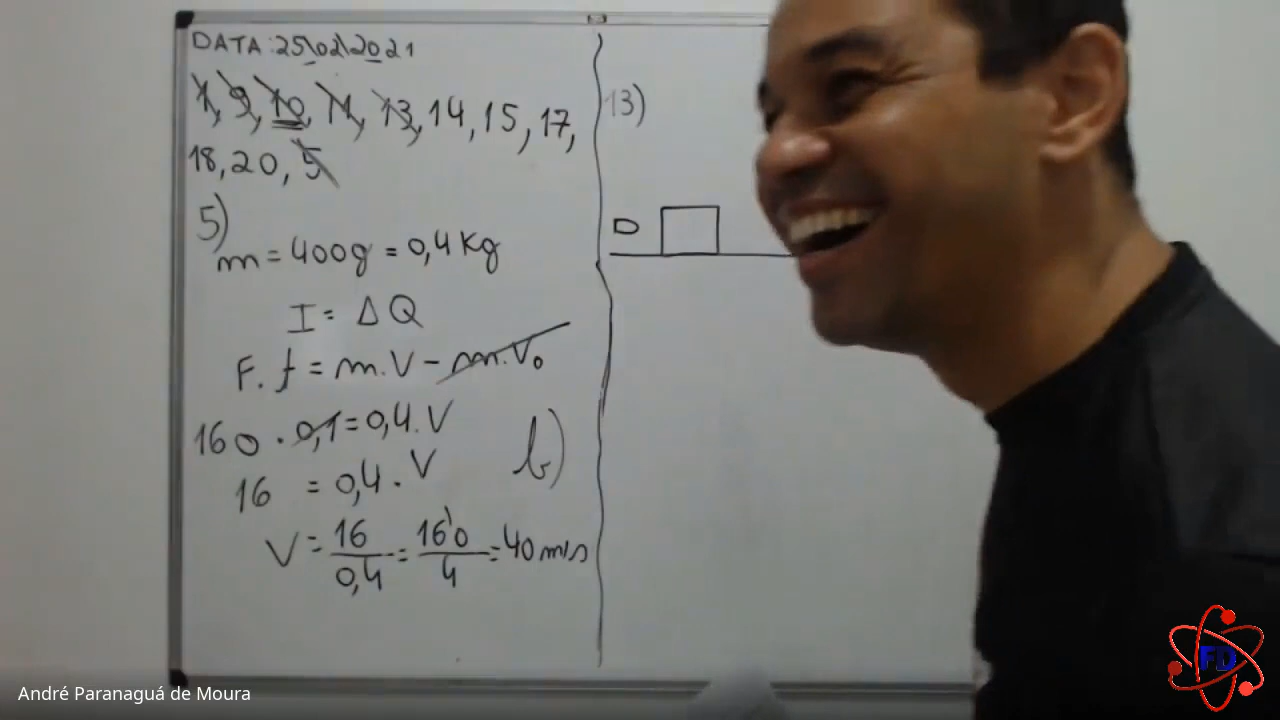 DATA: 25\02\2021
1, 9, 10, 11, 13, 14, 15, 17,
18, 20, 5
5)
m = 400g = 0,4 Kg
I = ΔQ
F. t = m.V - m.V₀
160 . 0,1 = 0,4. V
16 = 0,4 . V
b)
V = 16/0,4 = 160/4 = 40 m/s
13)
D
André Paranaguá de Moura
FD